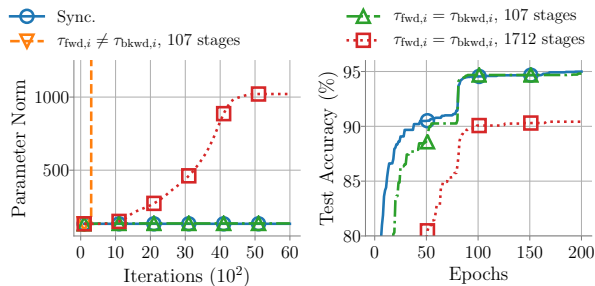 Sync.
τfwd,i ≠ τbkwd,i, 107 stages
τfwd,i = τbkwd,i, 107 stages
τfwd,i = τbkwd,i, 1712 stages
Parameter Norm
1000
500
0 10 20 30 40 50 60
Iterations (10²)
Test Accuracy (%)
95
90
85
80
0 50 100 150 200
Epochs